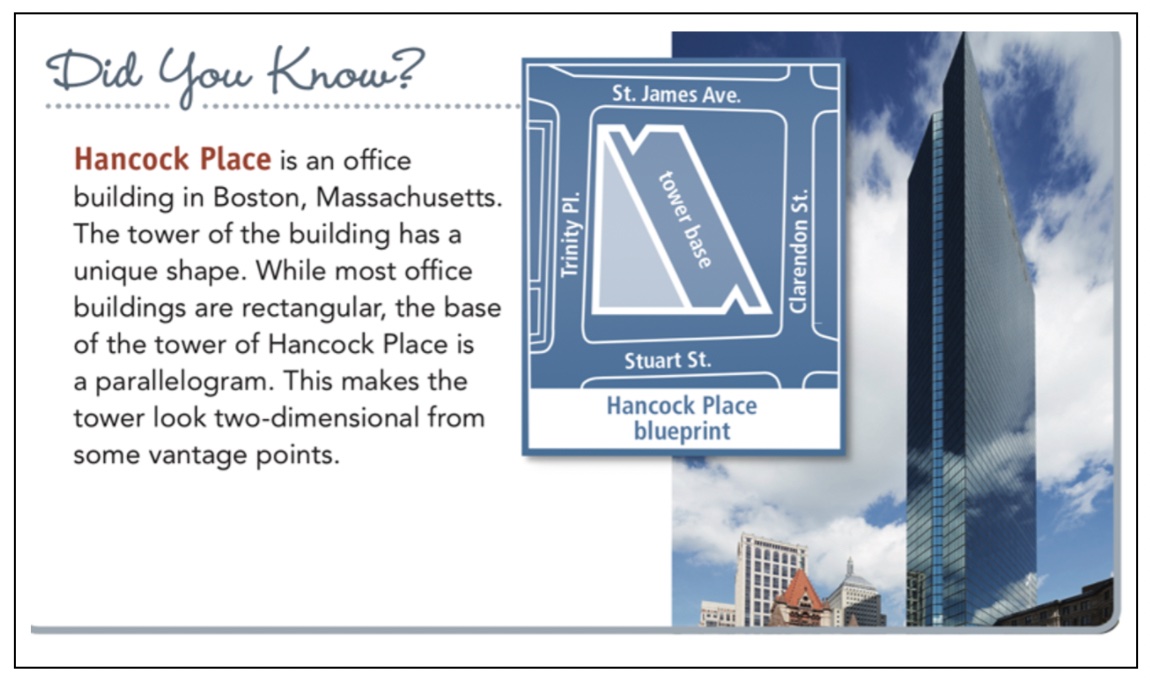 Did You Know?
Hancock Place is an office
building in Boston, Massachusetts.
The tower of the building has a
unique shape. While most office
buildings are rectangular, the base
of the tower of Hancock Place is
a parallelogram. This makes the
tower look two-dimensional from
some vantage points.
St. James Ave.
Trinity Pl.
tower base
Clarendon St.
Stuart St.
Hancock Place
blueprint